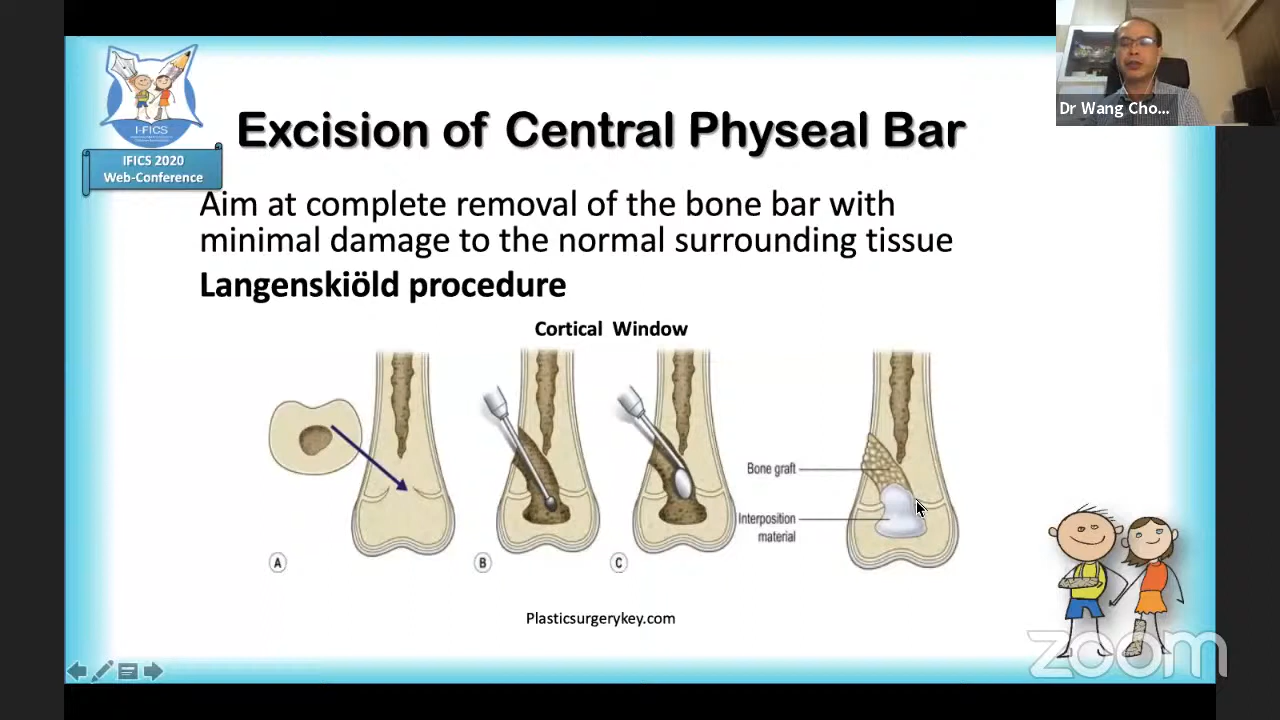 Dr Wang Cho...
I-FICS
IFICS 2020
Web-Conference
Excision of Central Physeal Bar
Aim at complete removal of the bone bar with
minimal damage to the normal surrounding tissue
Langenskiöld procedure
Cortical Window
Bone graft
Interposition
material
A
B
C
Plasticsurgerykey.com
zoom